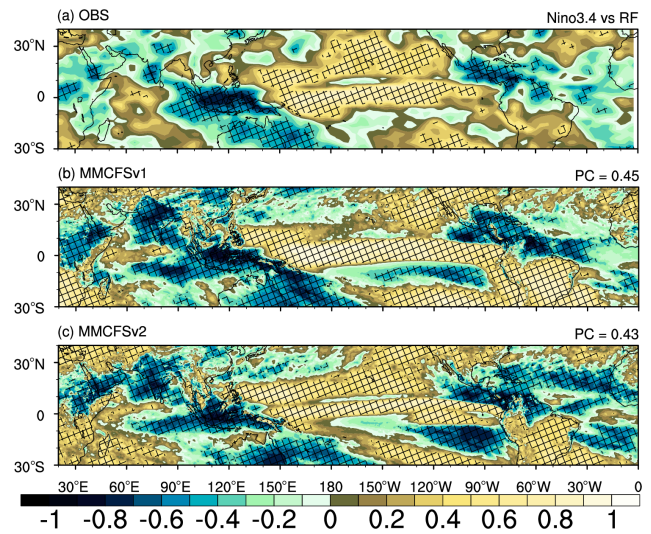 (a) OBS Nino3.4 vs RF
30°N
0
30°S
(b) MMCFSv1 PC = 0.45
30°N
0
30°S
(c) MMCFSv2 PC = 0.43
30°N
0
30°S
30°E 60°E 90°E 120°E 150°E 180 150°W 120°W 90°W 60°W 30°W 0
-1 -0.8 -0.6 -0.4 -0.2 0 0.2 0.4 0.6 0.8 1